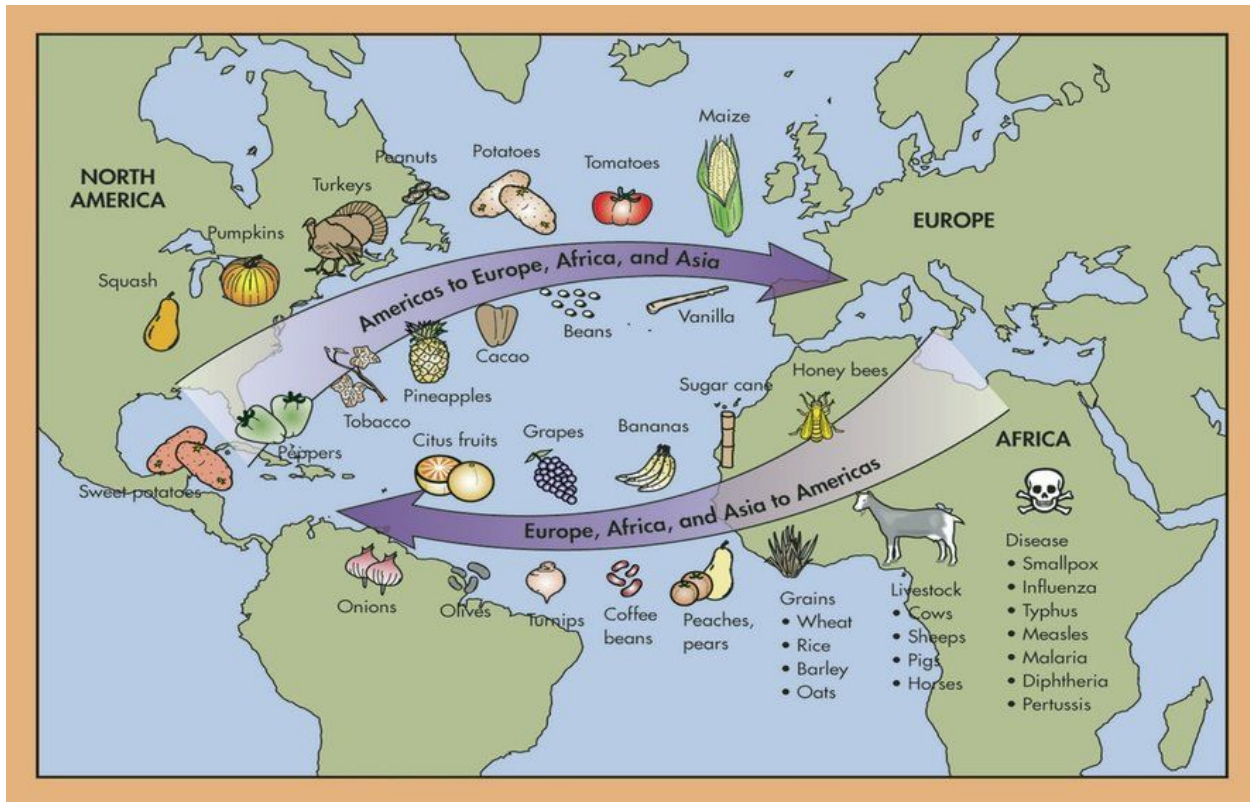 NORTH
AMERICA
Peanuts
Potatoes
Tomatoes
Maize
Turkeys
Pumpkins
Squash
EUROPE
Americas to Europe, Africa, and Asia
Beans
Vanilla
Cacao
Pineapples
Tobacco
Peppers
Sweet potatoes
Citus fruits
Grapes
Bananas
Sugar cane
Honey bees
AFRICA
Europe, Africa, and Asia to Americas
Onions
Olives
Turnips
Coffee
beans
Peaches,
pears
Grains
• Wheat
• Rice
• Barley
• Oats
Livestock
• Cows
• Sheeps
• Pigs
• Horses
Disease
• Smallpox
• Influenza
• Typhus
• Measles
• Malaria
• Diphtheria
• Pertussis